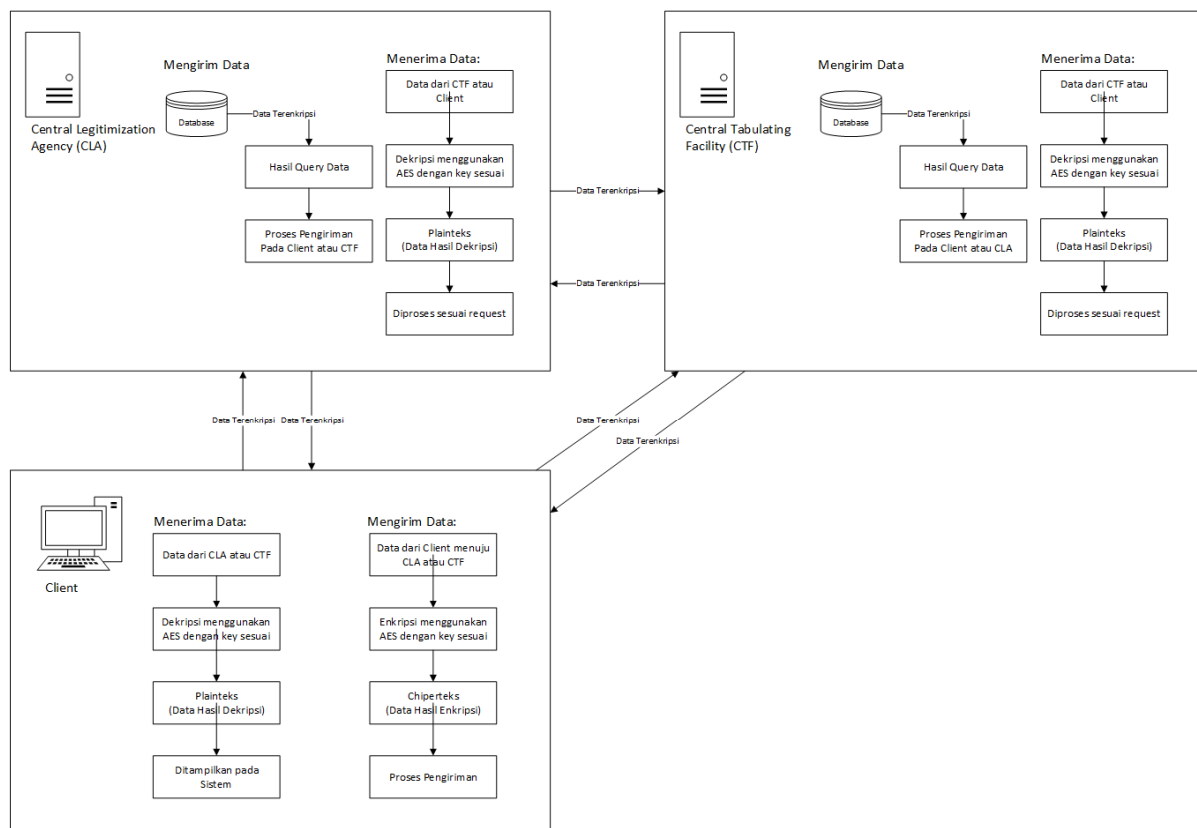 Central Legitimization
Agency (CLA)
Mengirim Data
Database
Data Terenkripsi
Hasil Query Data
Proses Pengiriman
Pada Client atau CTF
Menerima Data:
Data dari CTF atau
Client
Dekripsi menggunakan
AES dengan key sesuai
Plainteks
(Data Hasil Dekripsi)
Diproses sesuai request
Data Terenkripsi
Data Terenkripsi
Central Tabulating
Facility (CTF)
Mengirim Data
Database
Data Terenkripsi
Hasil Query Data
Proses Pengiriman
Pada Client atau CLA
Menerima Data:
Data dari CTF atau
Client
Dekripsi menggunakan
AES dengan key sesuai
Plainteks
(Data Hasil Dekripsi)
Diproses sesuai request
Data Terenkripsi
Data Terenkripsi
Data Terenkripsi
Data Terenkripsi
Client
Menerima Data:
Data dari CLA atau CTF
Dekripsi menggunakan
AES dengan key sesuai
Plainteks
(Data Hasil Dekripsi)
Ditampilkan pada
Sistem
Mengirim Data:
Data dari Client menuju
CLA atau CTF
Enkripsi menggunakan
AES dengan key sesuai
Chiperteks
(Data Hasil Enkripsi)
Proses Pengiriman